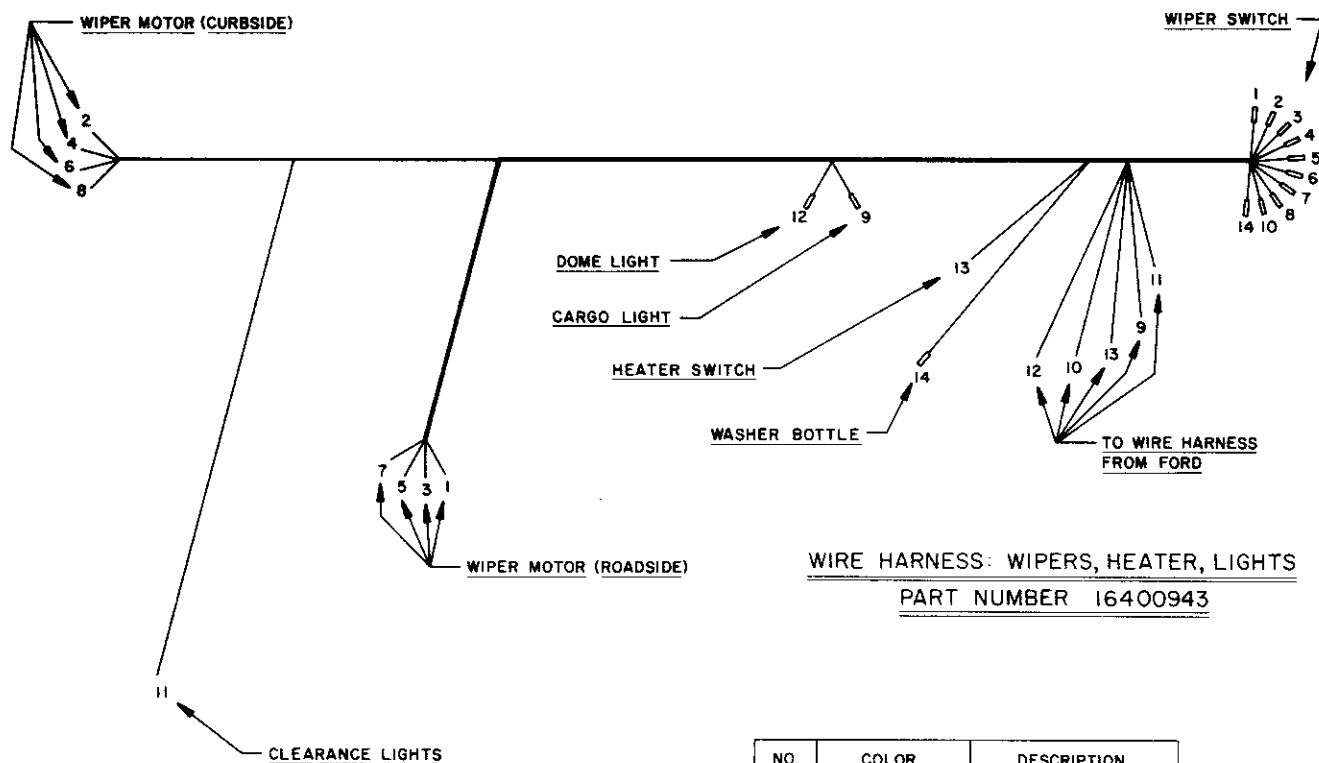 WIPER MOTOR (CURBSIDE)
WIPER SWITCH
2
4
6
8
1
2
3
4
5
6
7
8
10
14
12
9
DOME LIGHT
CARGO LIGHT
13
HEATER SWITCH
14
WASHER BOTTLE
12
10
13
9
11
TO WIRE HARNESS
FROM FORD
7
5
3
1
WIPER MOTOR (ROADSIDE)
WIRE HARNESS: WIPERS, HEATER, LIGHTS
PART NUMBER 16400943
11
CLEARANCE LIGHTS
NO. COLOR DESCRIPTION